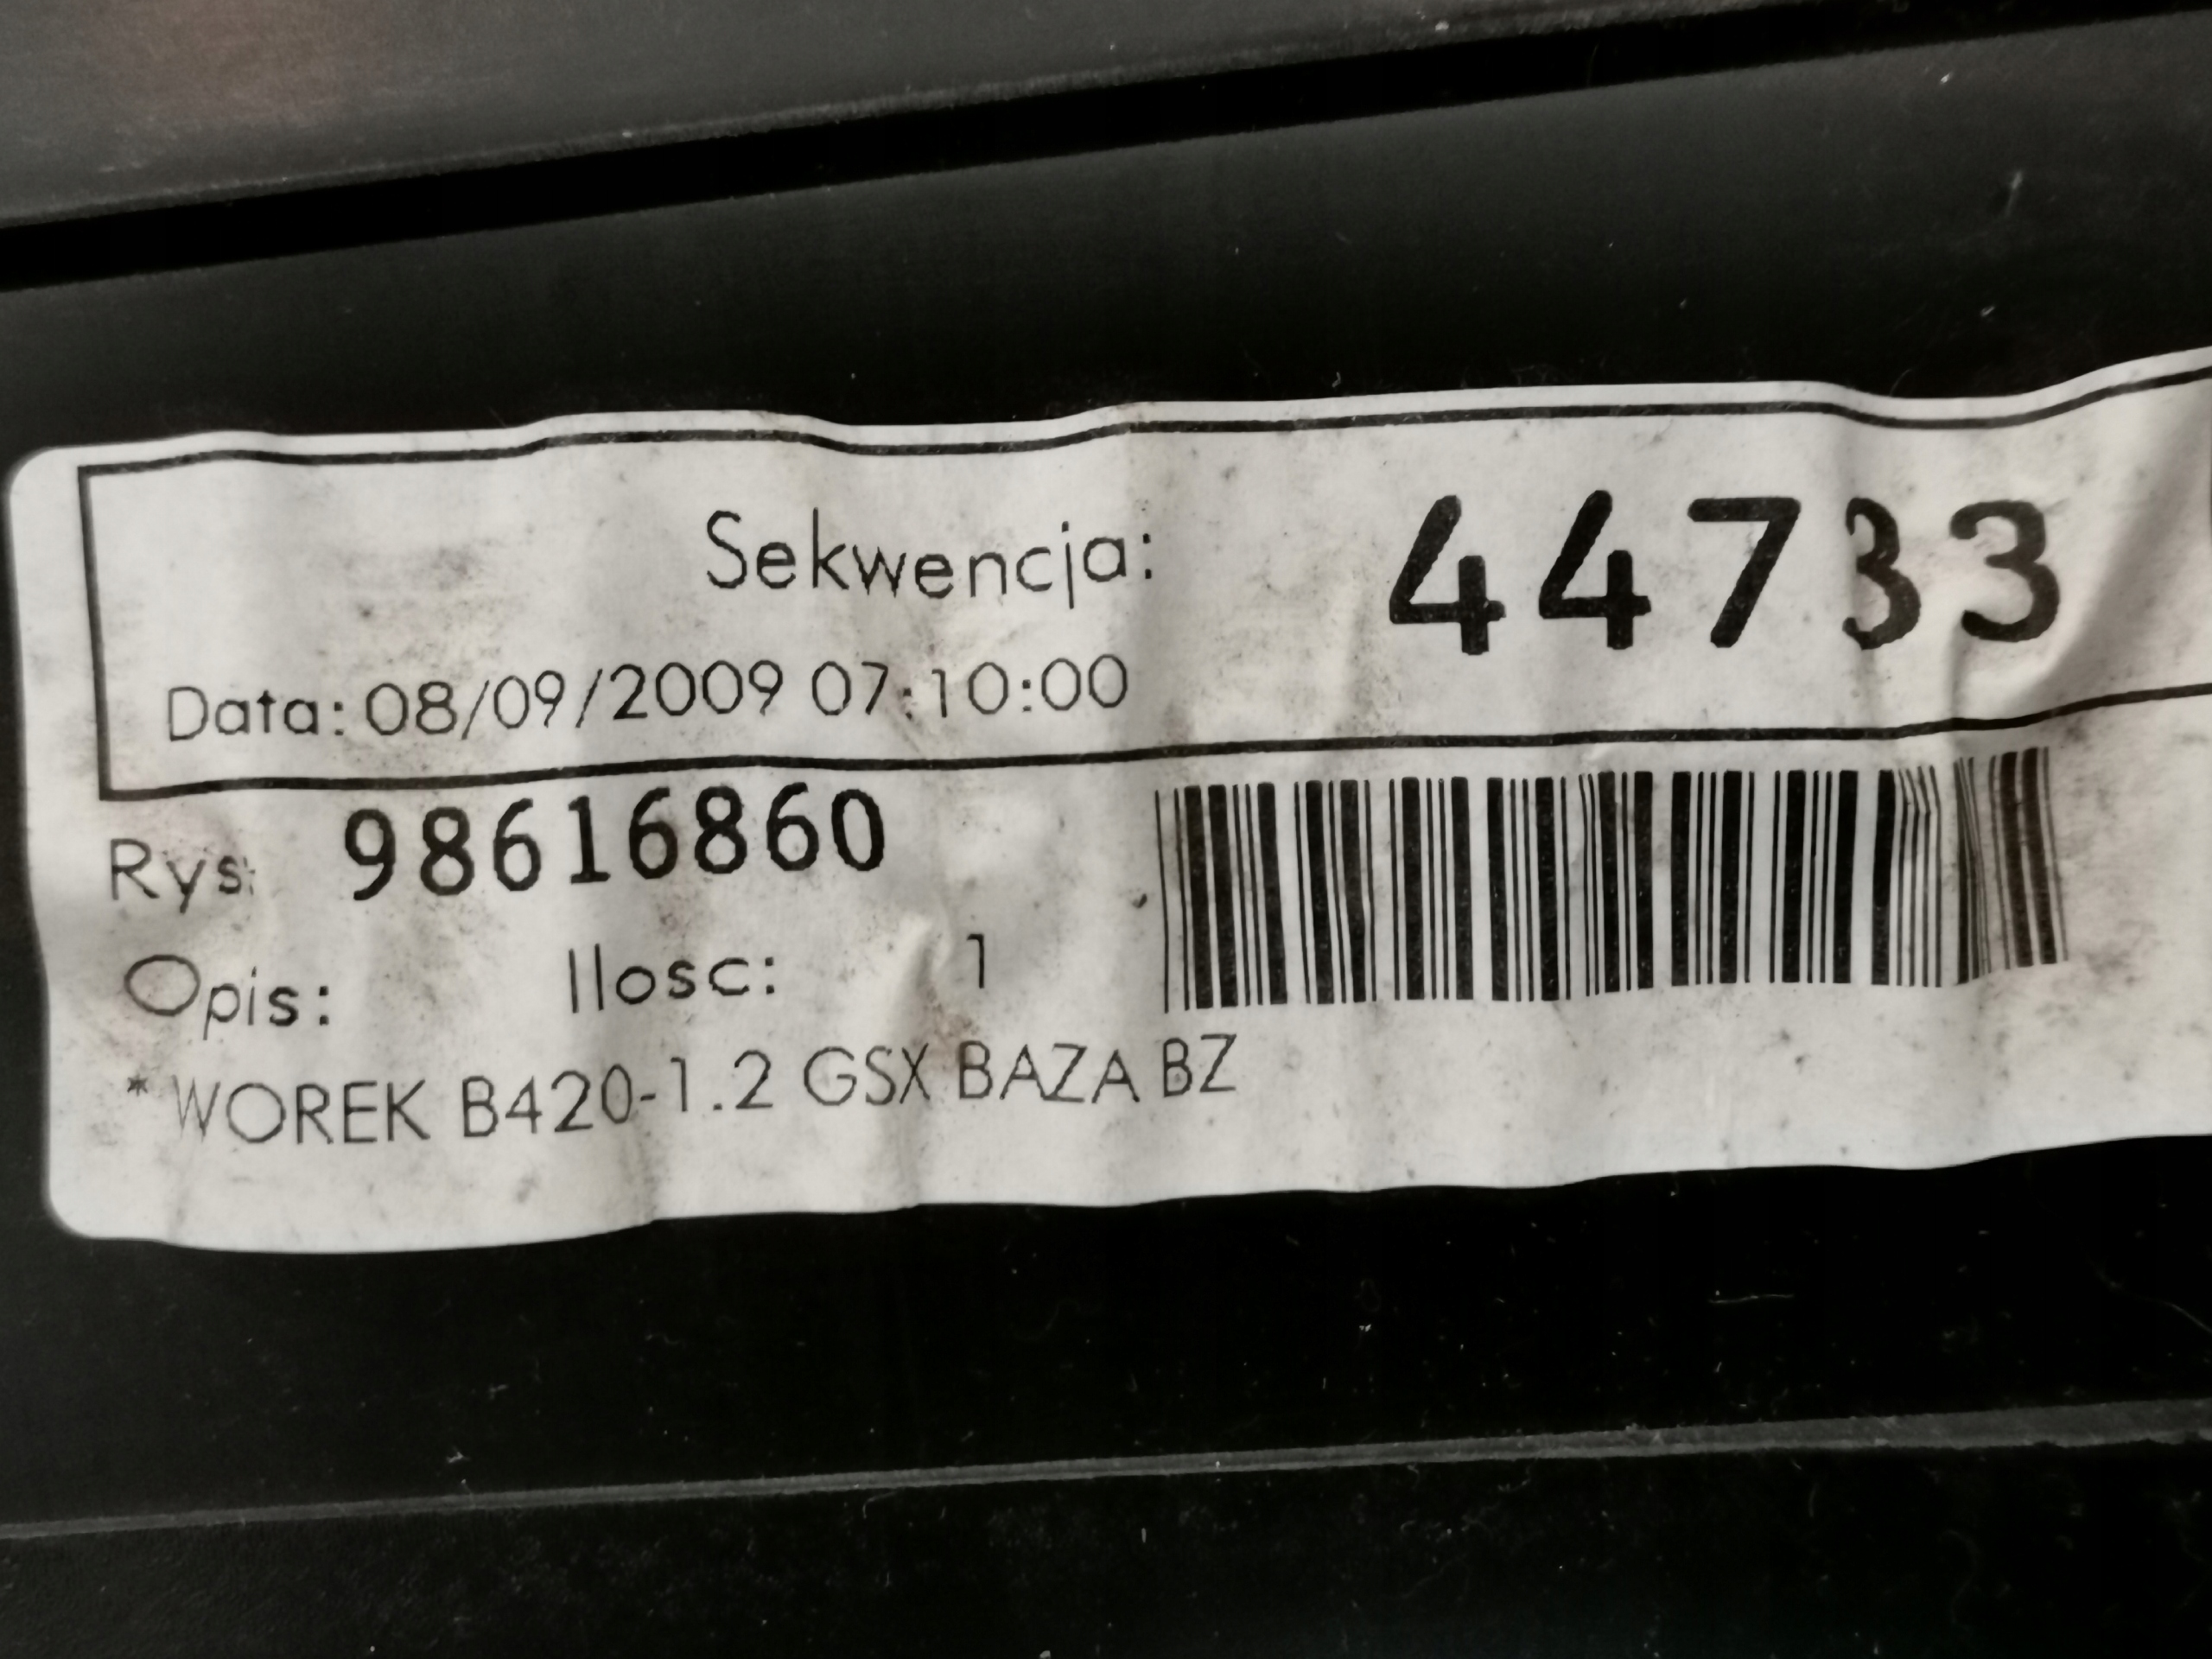 Sekwencja: 44733
Data: 08/09/2009 07:10:00
Rys: 98616860
Opis: Ilosc: 1
* WOREK B420-1.2 GSX BAZA BZ